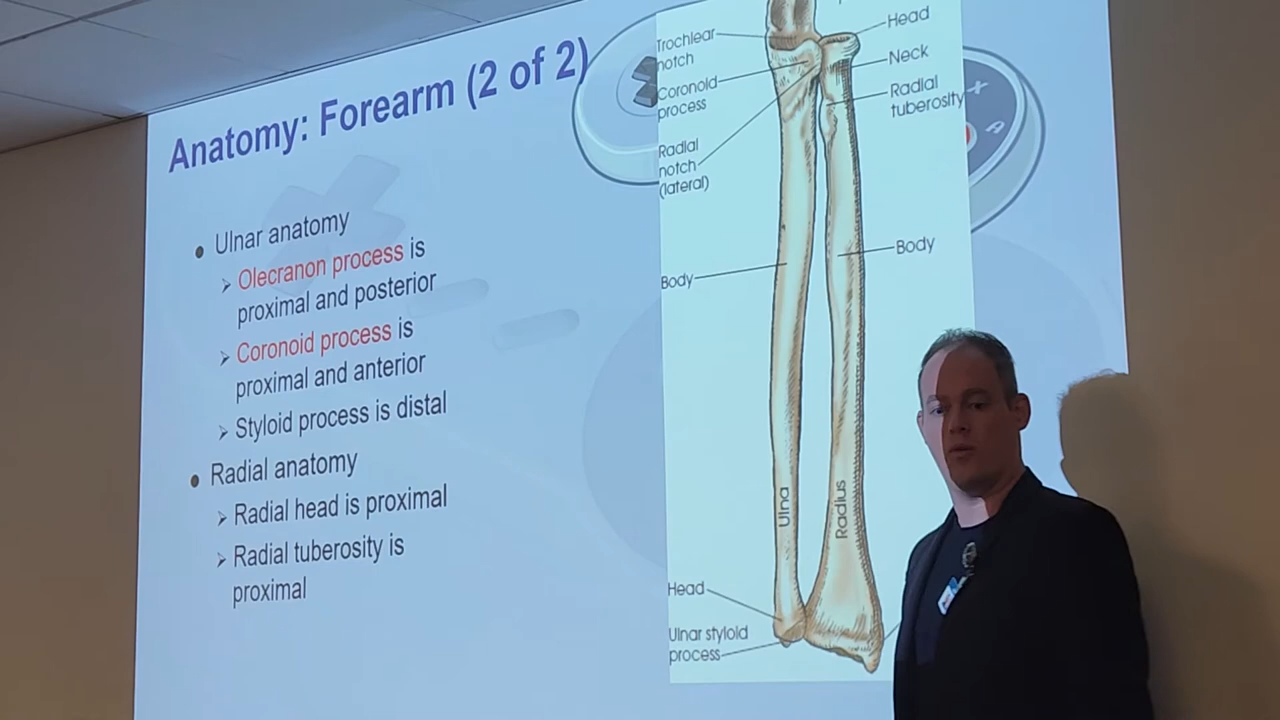 Anatomy: Forearm (2 of 2)
Ulnar anatomy
Olecranon process is
proximal and posterior
Coronoid process is
proximal and anterior
Styloid process is distal
Radial anatomy
Radial head is proximal
Radial tuberosity is
proximal
Trochlear
notch
Coronoid
process
Radial
notch
(lateral)
Body
Head
Ulnar styloid
process
Ulna
Radius
Head
Neck
Radial
tuberosity
Body
X
A